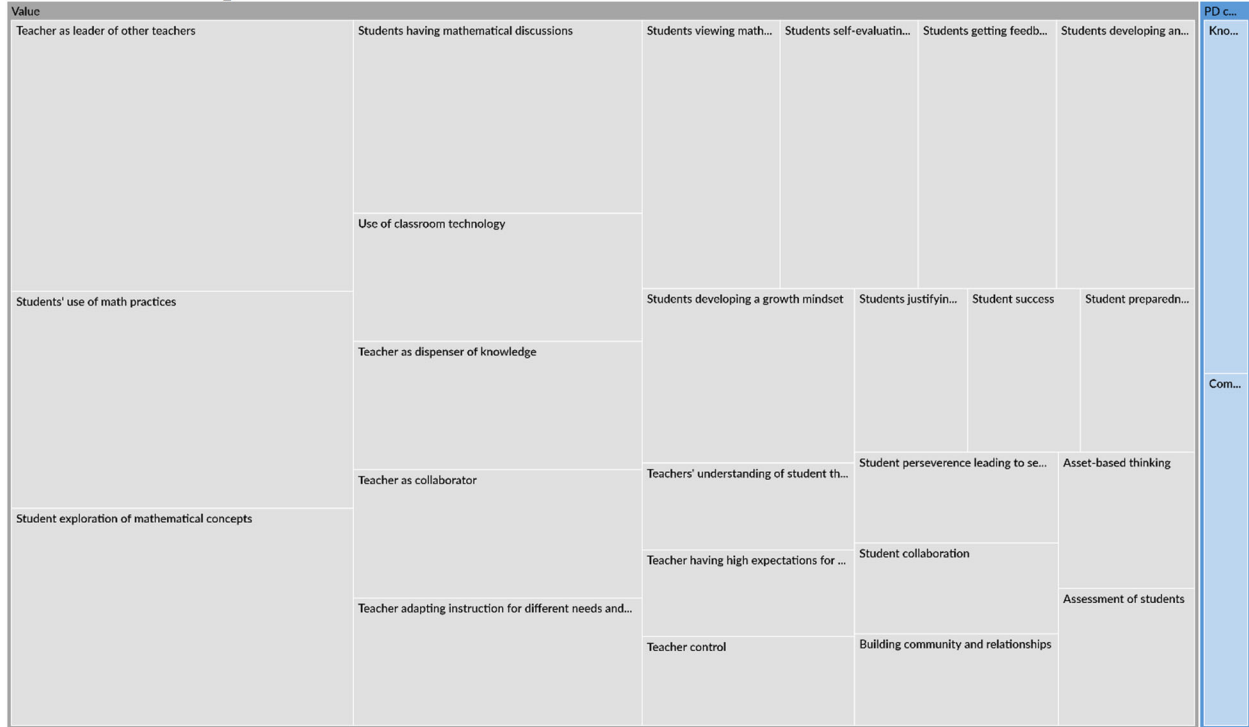 Value
PD c...
Teacher as leader of other teachers
Students having mathematical discussions
Students viewing math...
Students self-evaluatin...
Students getting feedb...
Students developing an...
Kno...
Use of classroom technology
Students' use of math practices
Students developing a growth mindset
Students justifyin...
Student success
Student preparedn...
Teacher as dispenser of knowledge
Com...
Teacher as collaborator
Teachers' understanding of student th...
Student perseverence leading to se...
Asset-based thinking
Student exploration of mathematical concepts
Teacher having high expectations for ...
Student collaboration
Teacher adapting instruction for different needs and...
Assessment of students
Teacher control
Building community and relationships